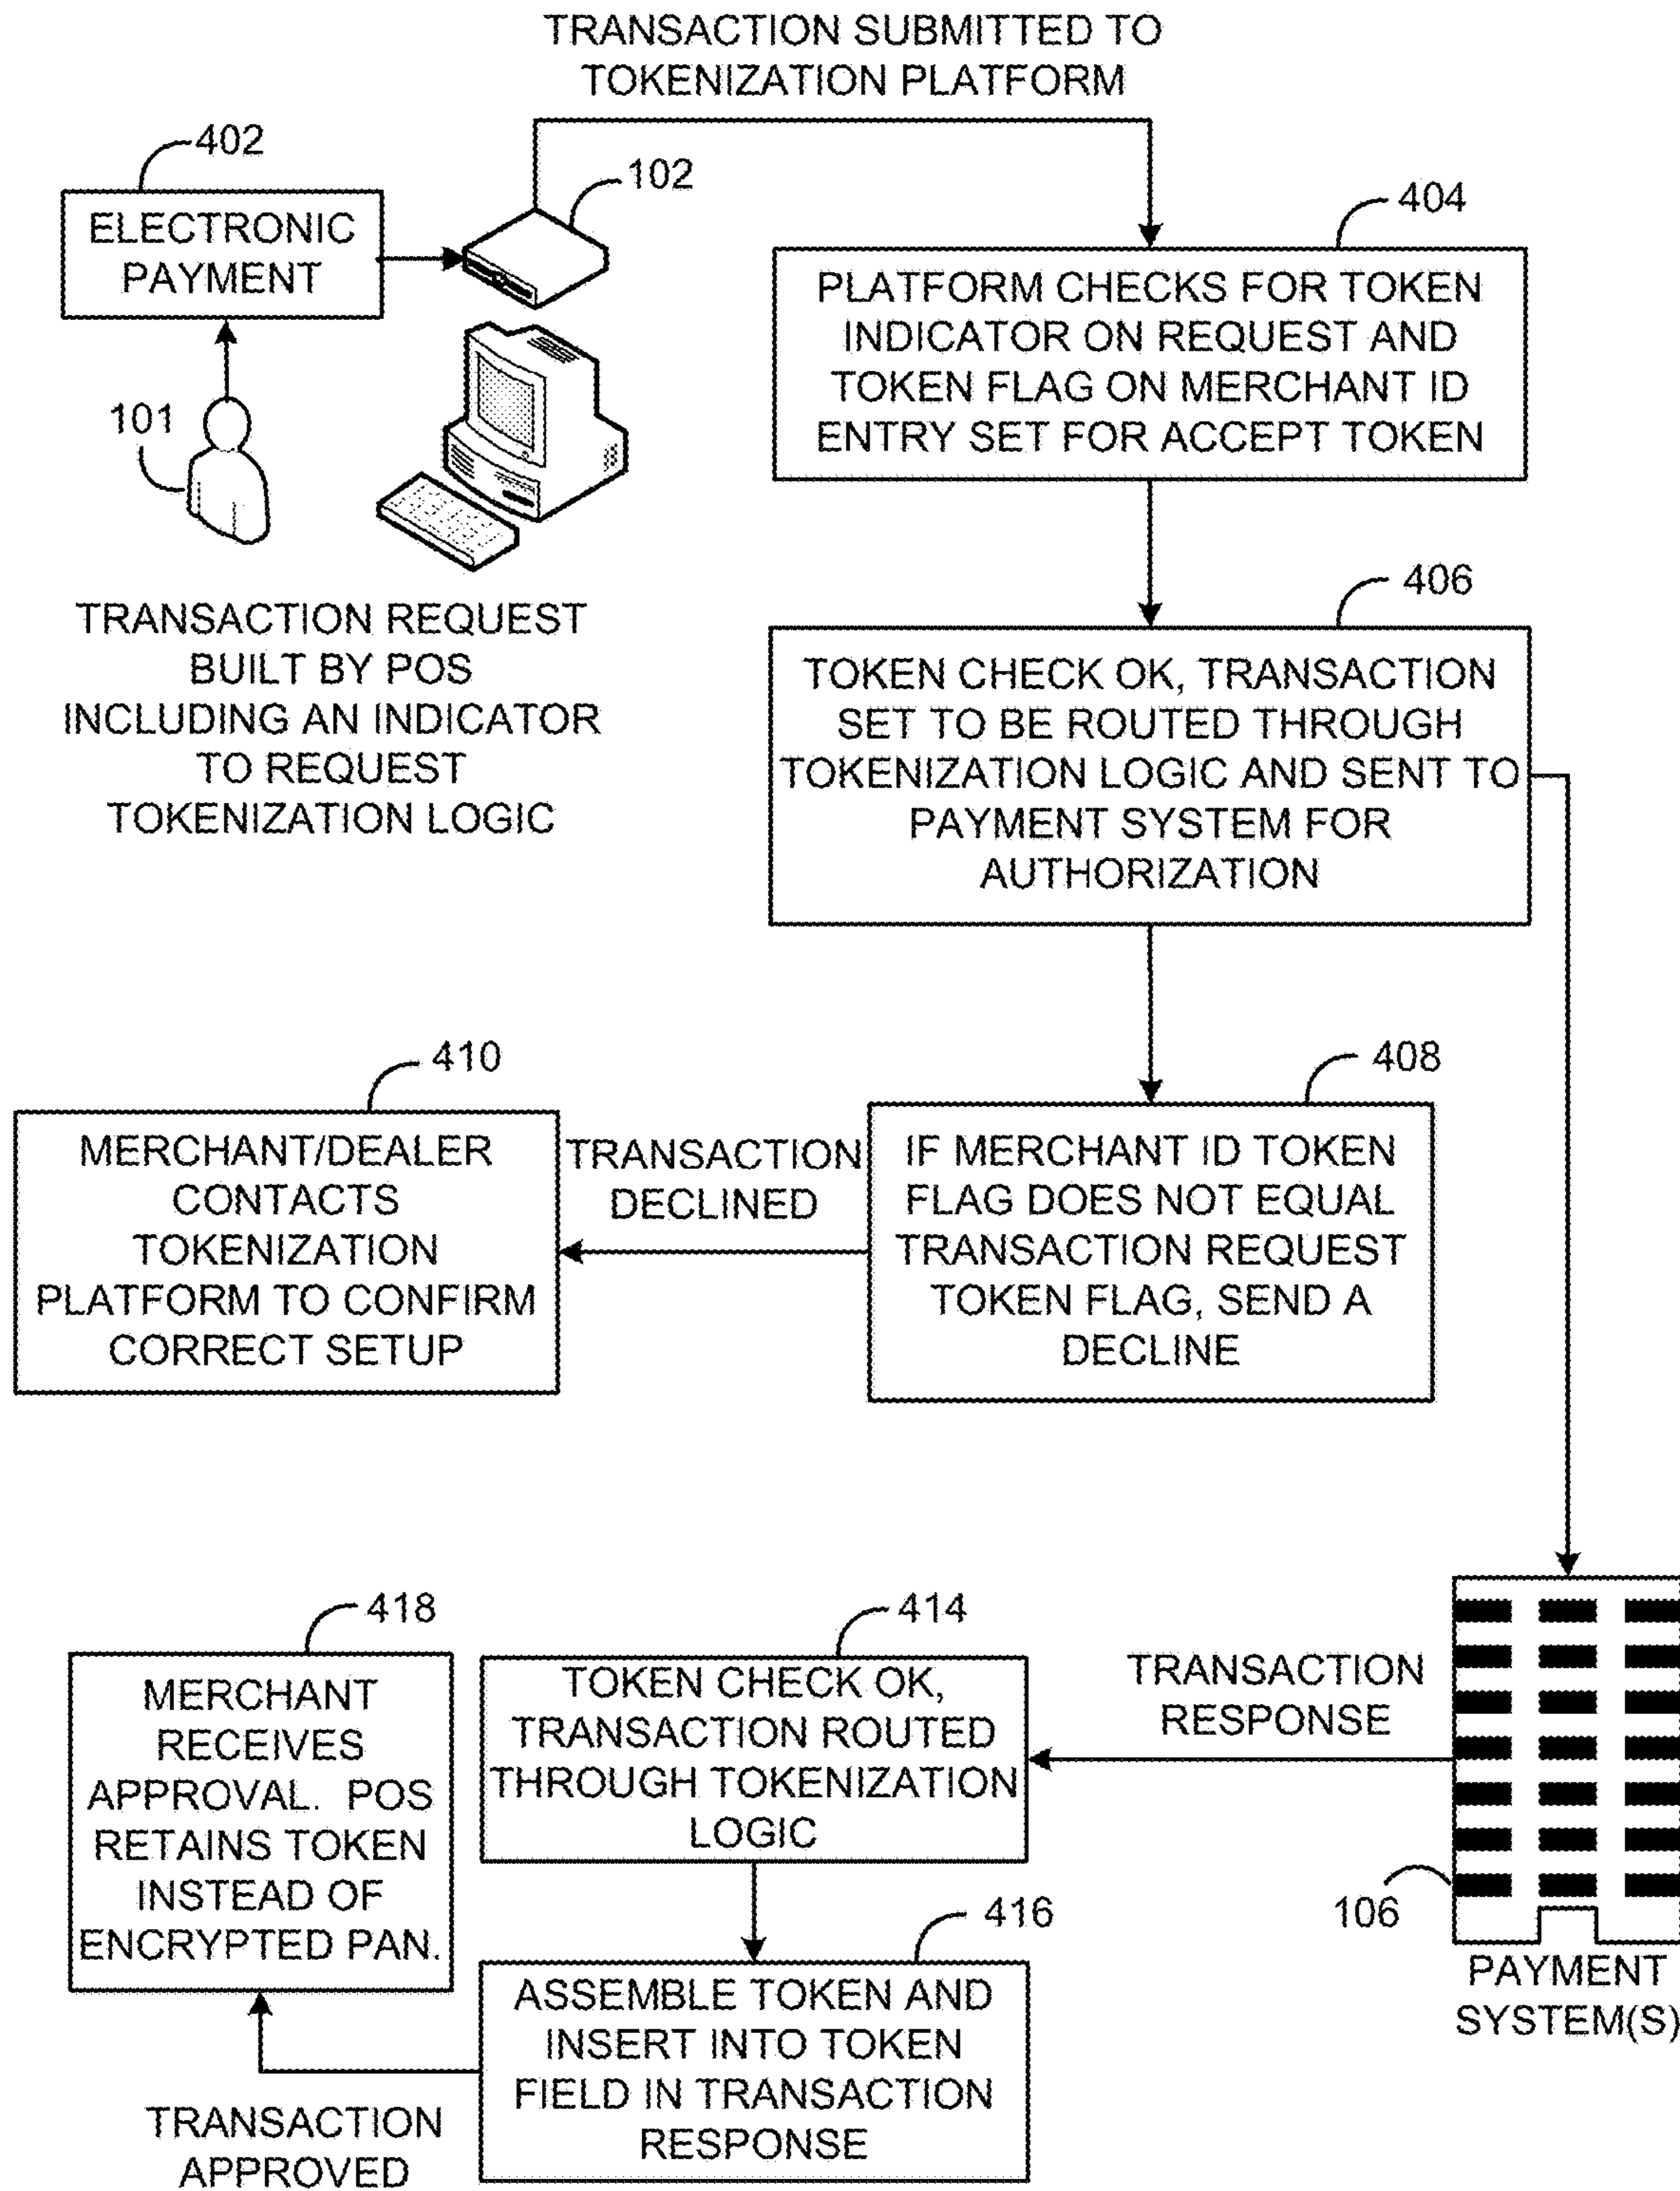 TRANSACTION SUBMITTED TO
TOKENIZATION PLATFORM
402
102
404
ELECTRONIC
PAYMENT
101
PLATFORM CHECKS FOR TOKEN
INDICATOR ON REQUEST AND
TOKEN FLAG ON MERCHANT ID
ENTRY SET FOR ACCEPT TOKEN
TRANSACTION REQUEST
BUILT BY POS
INCLUDING AN INDICATOR
TO REQUEST
TOKENIZATION LOGIC
406
TOKEN CHECK OK, TRANSACTION
SET TO BE ROUTED THROUGH
TOKENIZATION LOGIC AND SENT TO
PAYMENT SYSTEM FOR
AUTHORIZATION
410
MERCHANT/DEALER
CONTACTS
TOKENIZATION
PLATFORM TO CONFIRM
CORRECT SETUP
TRANSACTION
DECLINED
408
IF MERCHANT ID TOKEN
FLAG DOES NOT EQUAL
TRANSACTION REQUEST
TOKEN FLAG, SEND A
DECLINE
418
MERCHANT
RECEIVES
APPROVAL. POS
RETAINS TOKEN
INSTEAD OF
ENCRYPTED PAN.
414
TOKEN CHECK OK,
TRANSACTION ROUTED
THROUGH TOKENIZATION
LOGIC
TRANSACTION
RESPONSE
106
PAYMENT
SYSTEM(S)
416
ASSEMBLE TOKEN AND
INSERT INTO TOKEN
FIELD IN TRANSACTION
RESPONSE
TRANSACTION
APPROVED